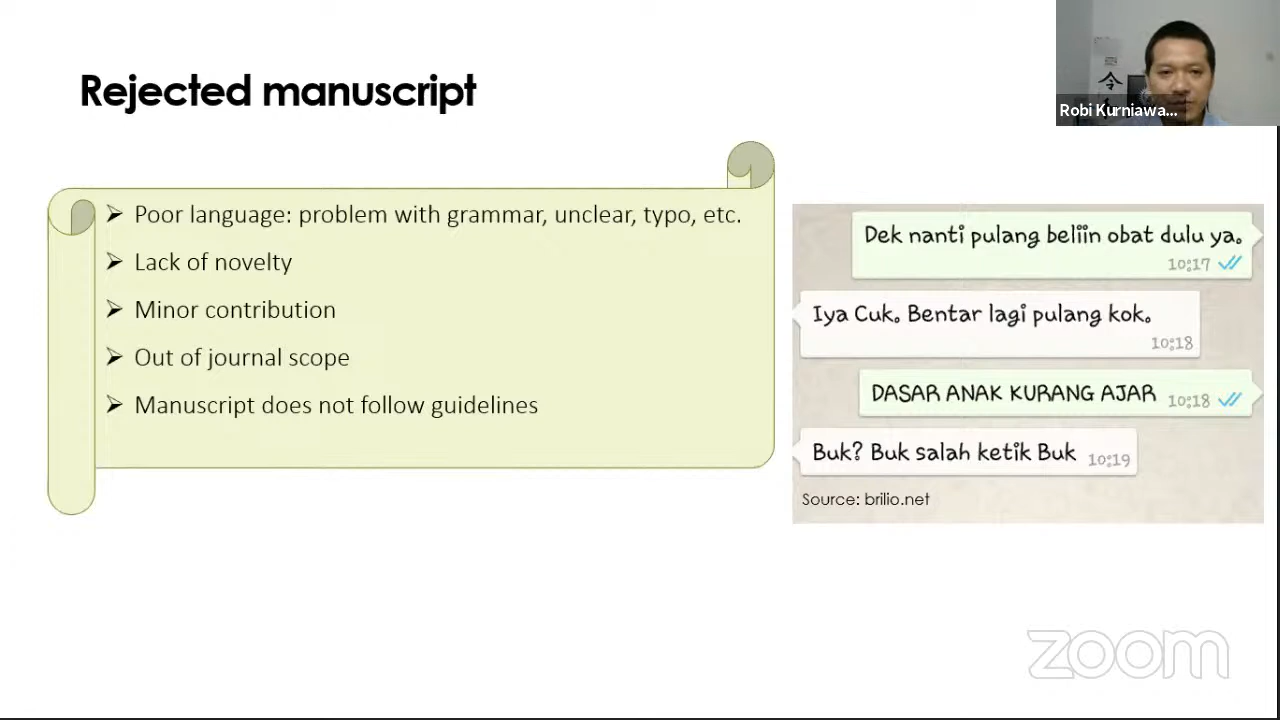 Rejected manuscript
Robi Kurniawa...
令
Poor language: problem with grammar, unclear, typo, etc.
Lack of novelty
Minor contribution
Out of journal scope
Manuscript does not follow guidelines
Dek nanti pulang beliin obat dulu ya.
10:17
Iya Cuk. Bentar lagi pulang kok.
10:18
DASAR ANAK KURANG AJAR 10:18
Buk? Buk salah ketik Buk 10:19
Source: brilio.net
zoom